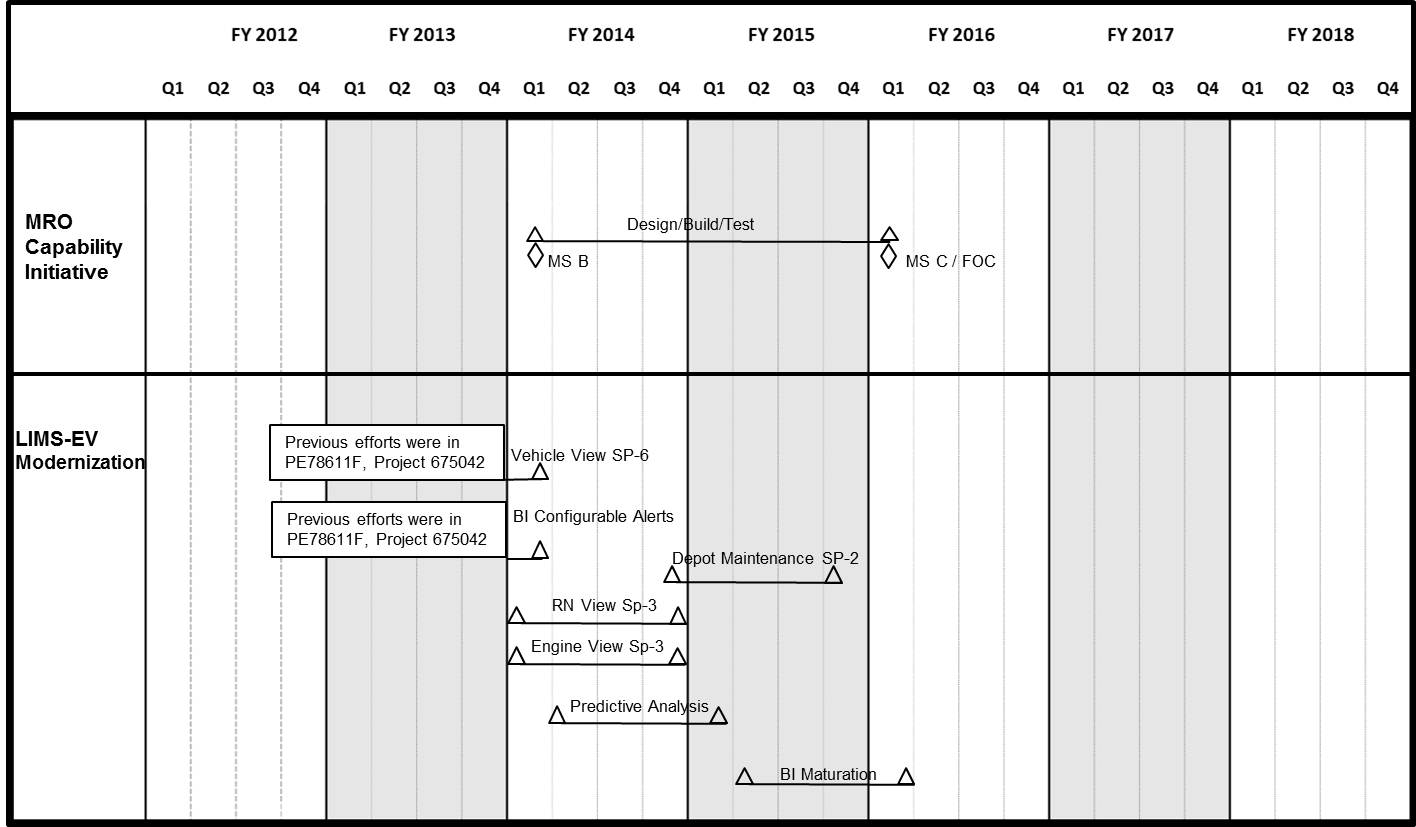 FY 2012 FY 2013 FY 2014 FY 2015 FY 2016 FY 2017 FY 2018
Q1 Q2 Q3 Q4 Q1 Q2 Q3 Q4 Q1 Q2 Q3 Q4 Q1 Q2 Q3 Q4 Q1 Q2 Q3 Q4 Q1 Q2 Q3 Q4 Q1 Q2 Q3 Q4
MRO
Capability
Initiative
Design/Build/Test
MS B
MS C / FOC
LIMS-EV
Modernization
Previous efforts were in
PE78611F, Project 675042
Vehicle View SP-6
Previous efforts were in
PE78611F, Project 675042
BI Configurable Alerts
Depot Maintenance SP-2
RN View Sp-3
Engine View Sp-3
Predictive Analysis
BI Maturation